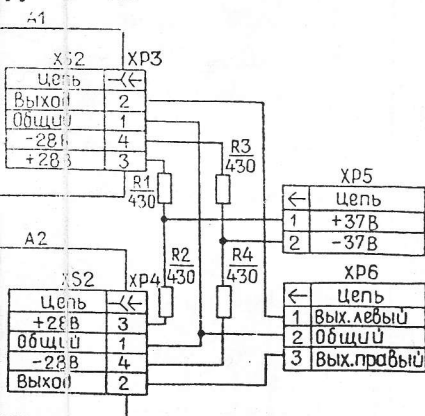 А1
XS2 XP3
Цепь
Выход 2
Общий 1
-28В 4
+28В 3
R1
430
R3
430
XP5
Цепь
1 +37В
2 -37В
А2
R2
430
R4
430
XS2 XP4
Цепь
+28В 3
Общий 1
-28В 4
Выход 2
XP6
Цепь
1 Вых.левый
2 Общий
3 Вых.правый